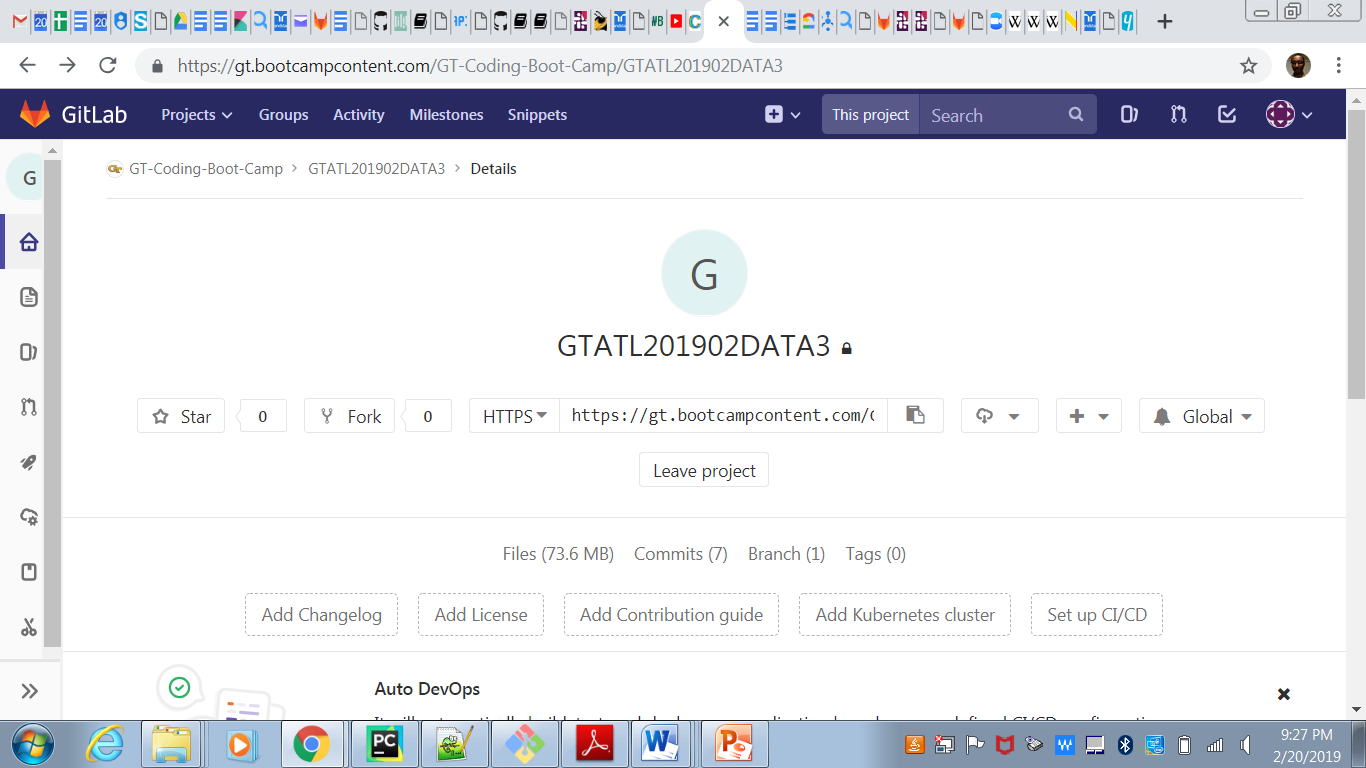 https://gt.bootcampcontent.com/GT-Coding-Boot-Camp/GTATL201902DATA3
GitLab Projects Groups Activity Milestones Snippets This project Search
G GT-Coding-Boot-Camp > GTATL201902DATA3 > Details
G
GTATL201902DATA3
Star 0 Fork 0 HTTPS https://gt.bootcampcontent.com/G Global
Leave project
Files (73.6 MB) Commits (7) Branch (1) Tags (0)
Add Changelog Add License Add Contribution guide Add Kubernetes cluster Set up CI/CD
Auto DevOps
9:27 PM
2/20/2019